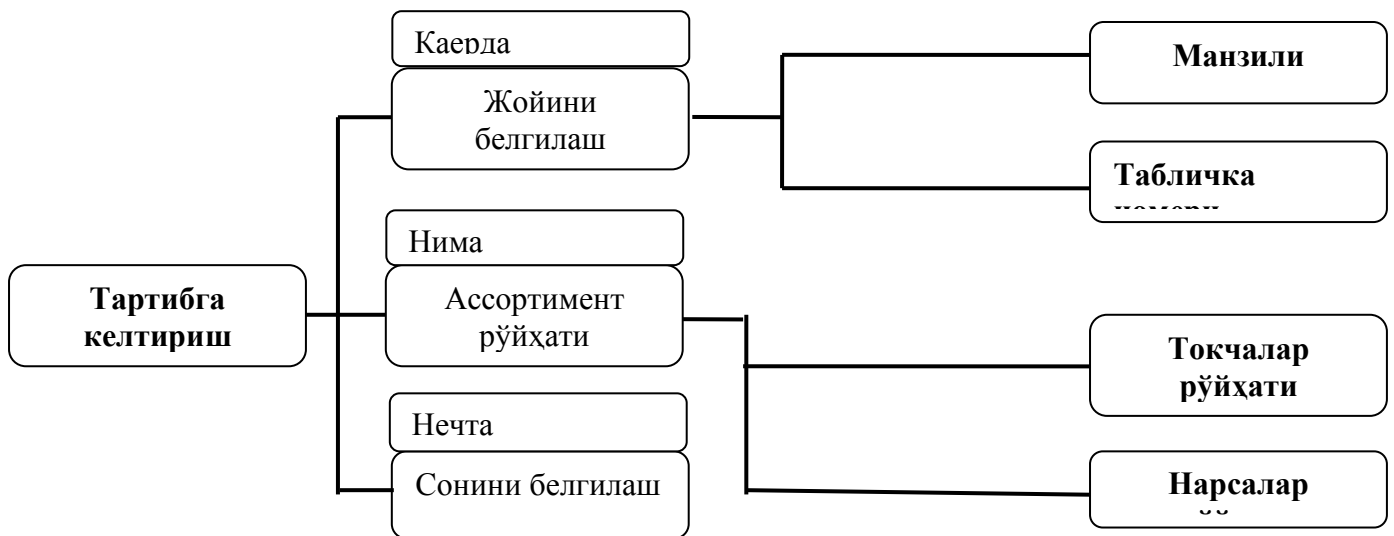 Каерда
Жойини
белгилаш
Манзили
Табличка
Нима
Ассортимент
рўйҳати
Тартибга
келтириш
Токчалар
рўйҳати
Нечта
Сонини белгилаш
Нарсалар